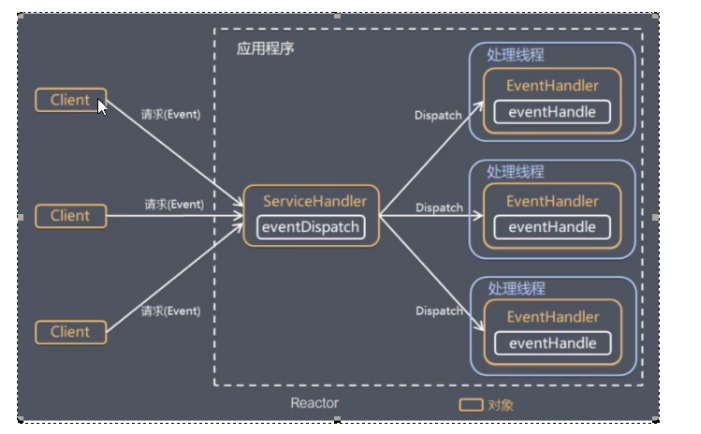 应用程序
处理线程
EventHandler
eventHandle
Client
请求(Event)
Dispatch
处理线程
EventHandler
eventHandle
Client
请求(Event)
ServiceHandler
eventDispatch
Dispatch
处理线程
EventHandler
eventHandle
Client
请求(Event)
Dispatch
Reactor
对象